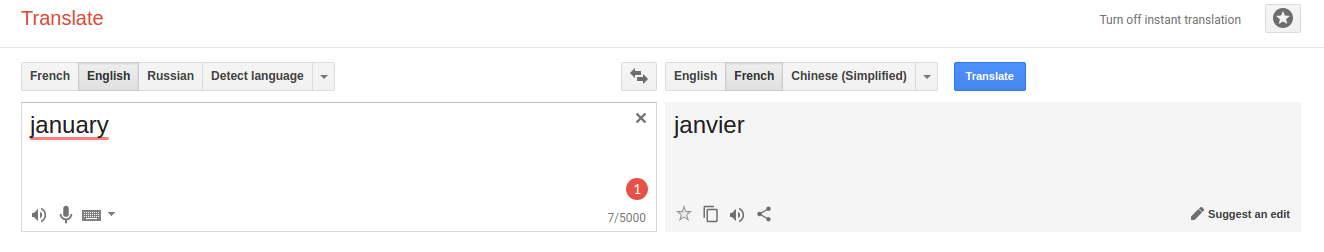 Translate
Turn off instant translation
French English Russian Detect language
English French Chinese (Simplified) Translate
january
janvier
1
7/5000
Suggest an edit